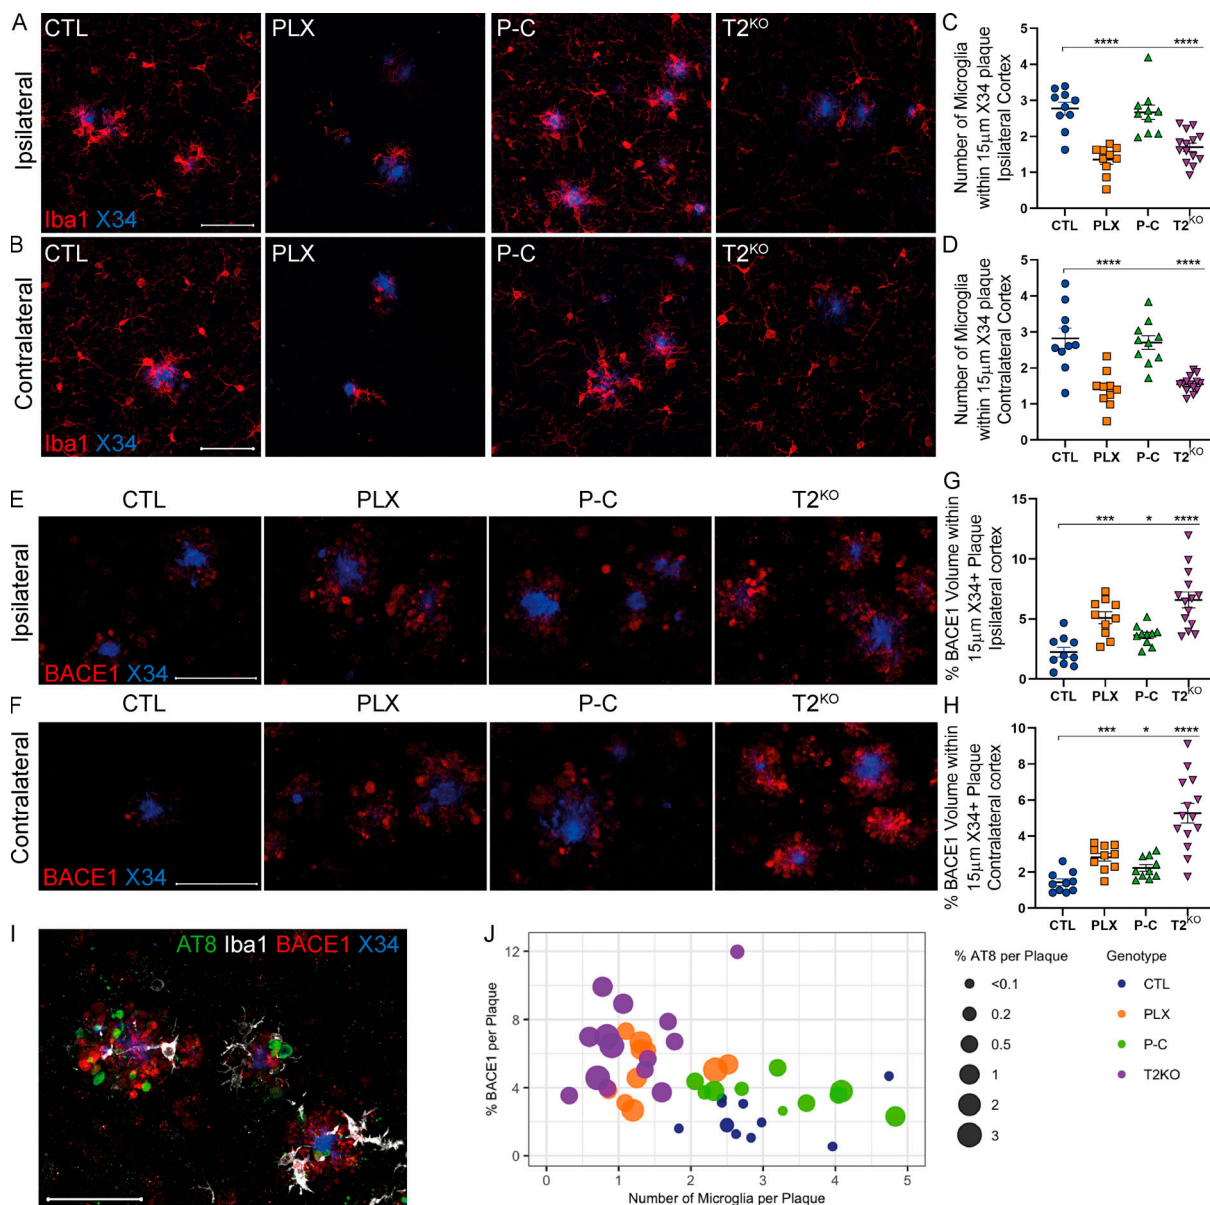 A
CTL
PLX
P-C
T2KO
Ipsilateral
Iba1 X34
B
CTL
PLX
P-C
T2KO
Contralateral
Iba1 X34
C
Number of Microglia
within 15μm X34 plaque
Ipsilateral Cortex
5
4
3
2
1
0
**** ****
CTL PLX P-C T2KO
D
Number of Microglia
within 15μm X34 plaque
Contralateral Cortex
5
4
3
2
1
0
**** ****
CTL PLX P-C T2KO
E
CTL
PLX
P-C
T2KO
Ipsilateral
BACE1 X34
F
CTL
PLX
P-C
T2KO
Contralateral
BACE1 X34
G
% BACE1 Volume within
15μm X34+ Plaque
Ipsilateral cortex
15
10
5
0
*** * ****
CTL PLX P-C T2KO
H
% BACE1 Volume within
15μm X34+ Plaque
Contralateral cortex
10
8
6
4
2
0
*** * ****
CTL PLX P-C T2KO
I
AT8 Iba1 BACE1 X34
J
% BACE1 per Plaque
12
8
4
0
0 1 2 3 4 5
Number of Microglia per Plaque
% AT8 per Plaque
<0.1
0.2
0.5
1
2
3
Genotype
CTL
PLX
P-C
T2KO